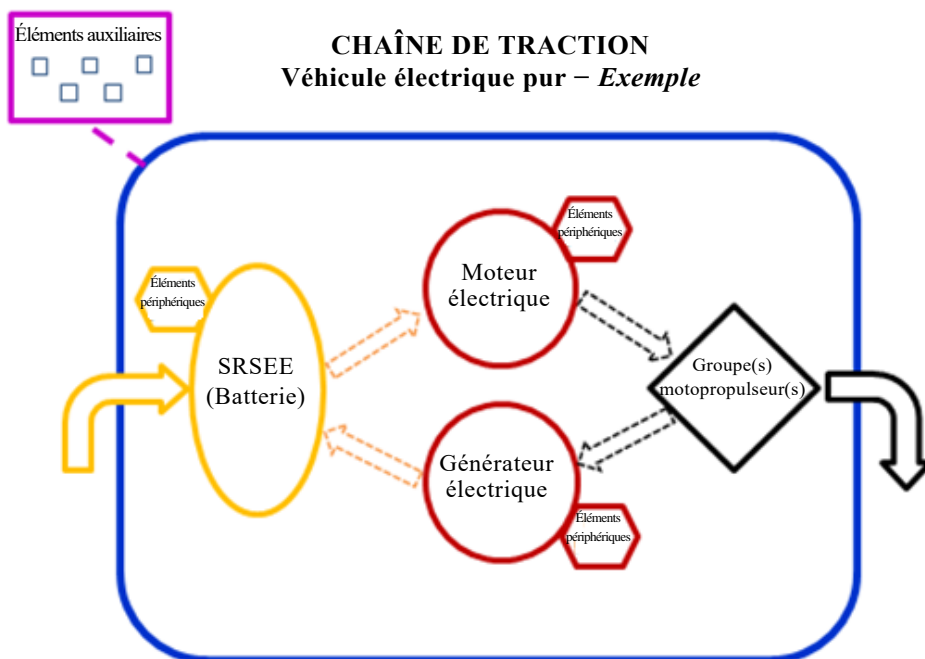 Éléments auxiliaires
CHAÎNE DE TRACTION
Véhicule électrique pur − Exemple
Éléments
périphériques
Moteur
électrique
Éléments
périphériques
SRSEE
(Batterie)
Groupe(s)
motopropulseur(s)
Générateur
électrique
Éléments
périphériques